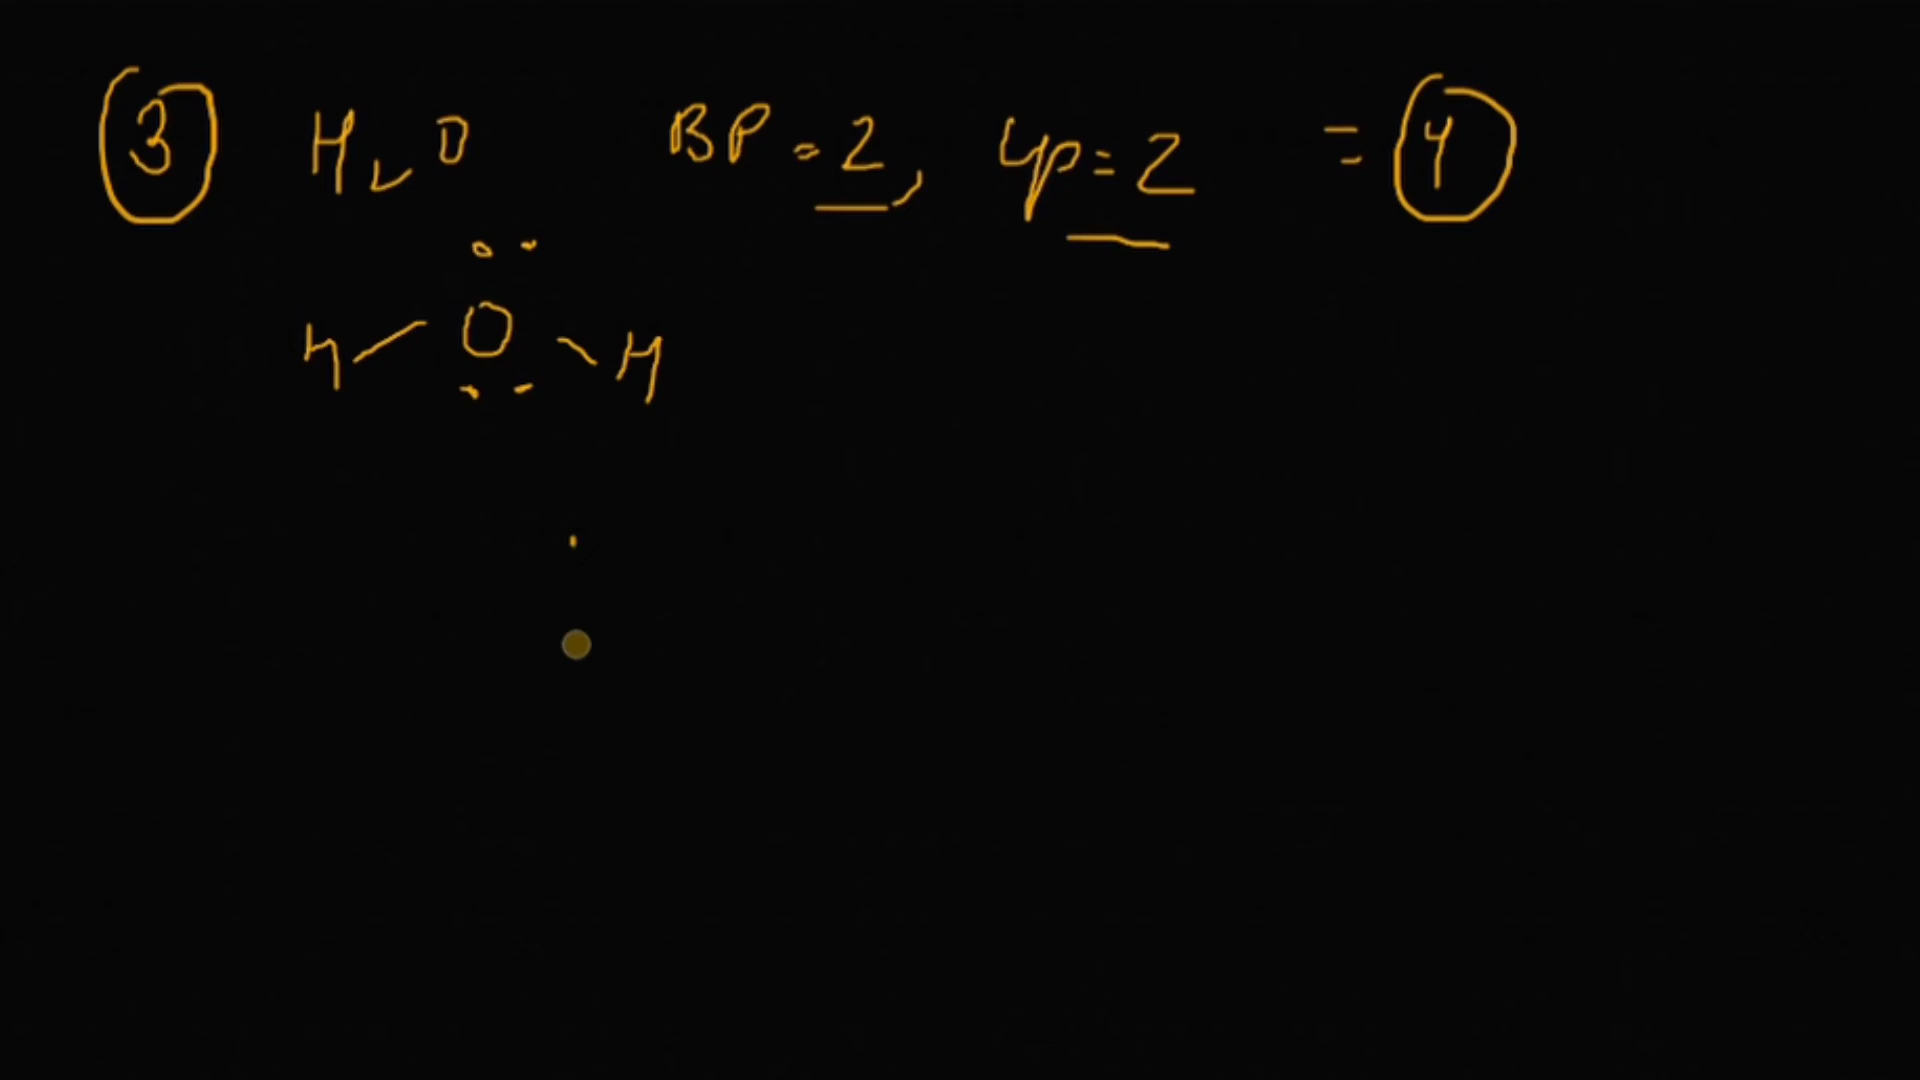 3 H2O BP = 2, lp = 2 = 4
H O H